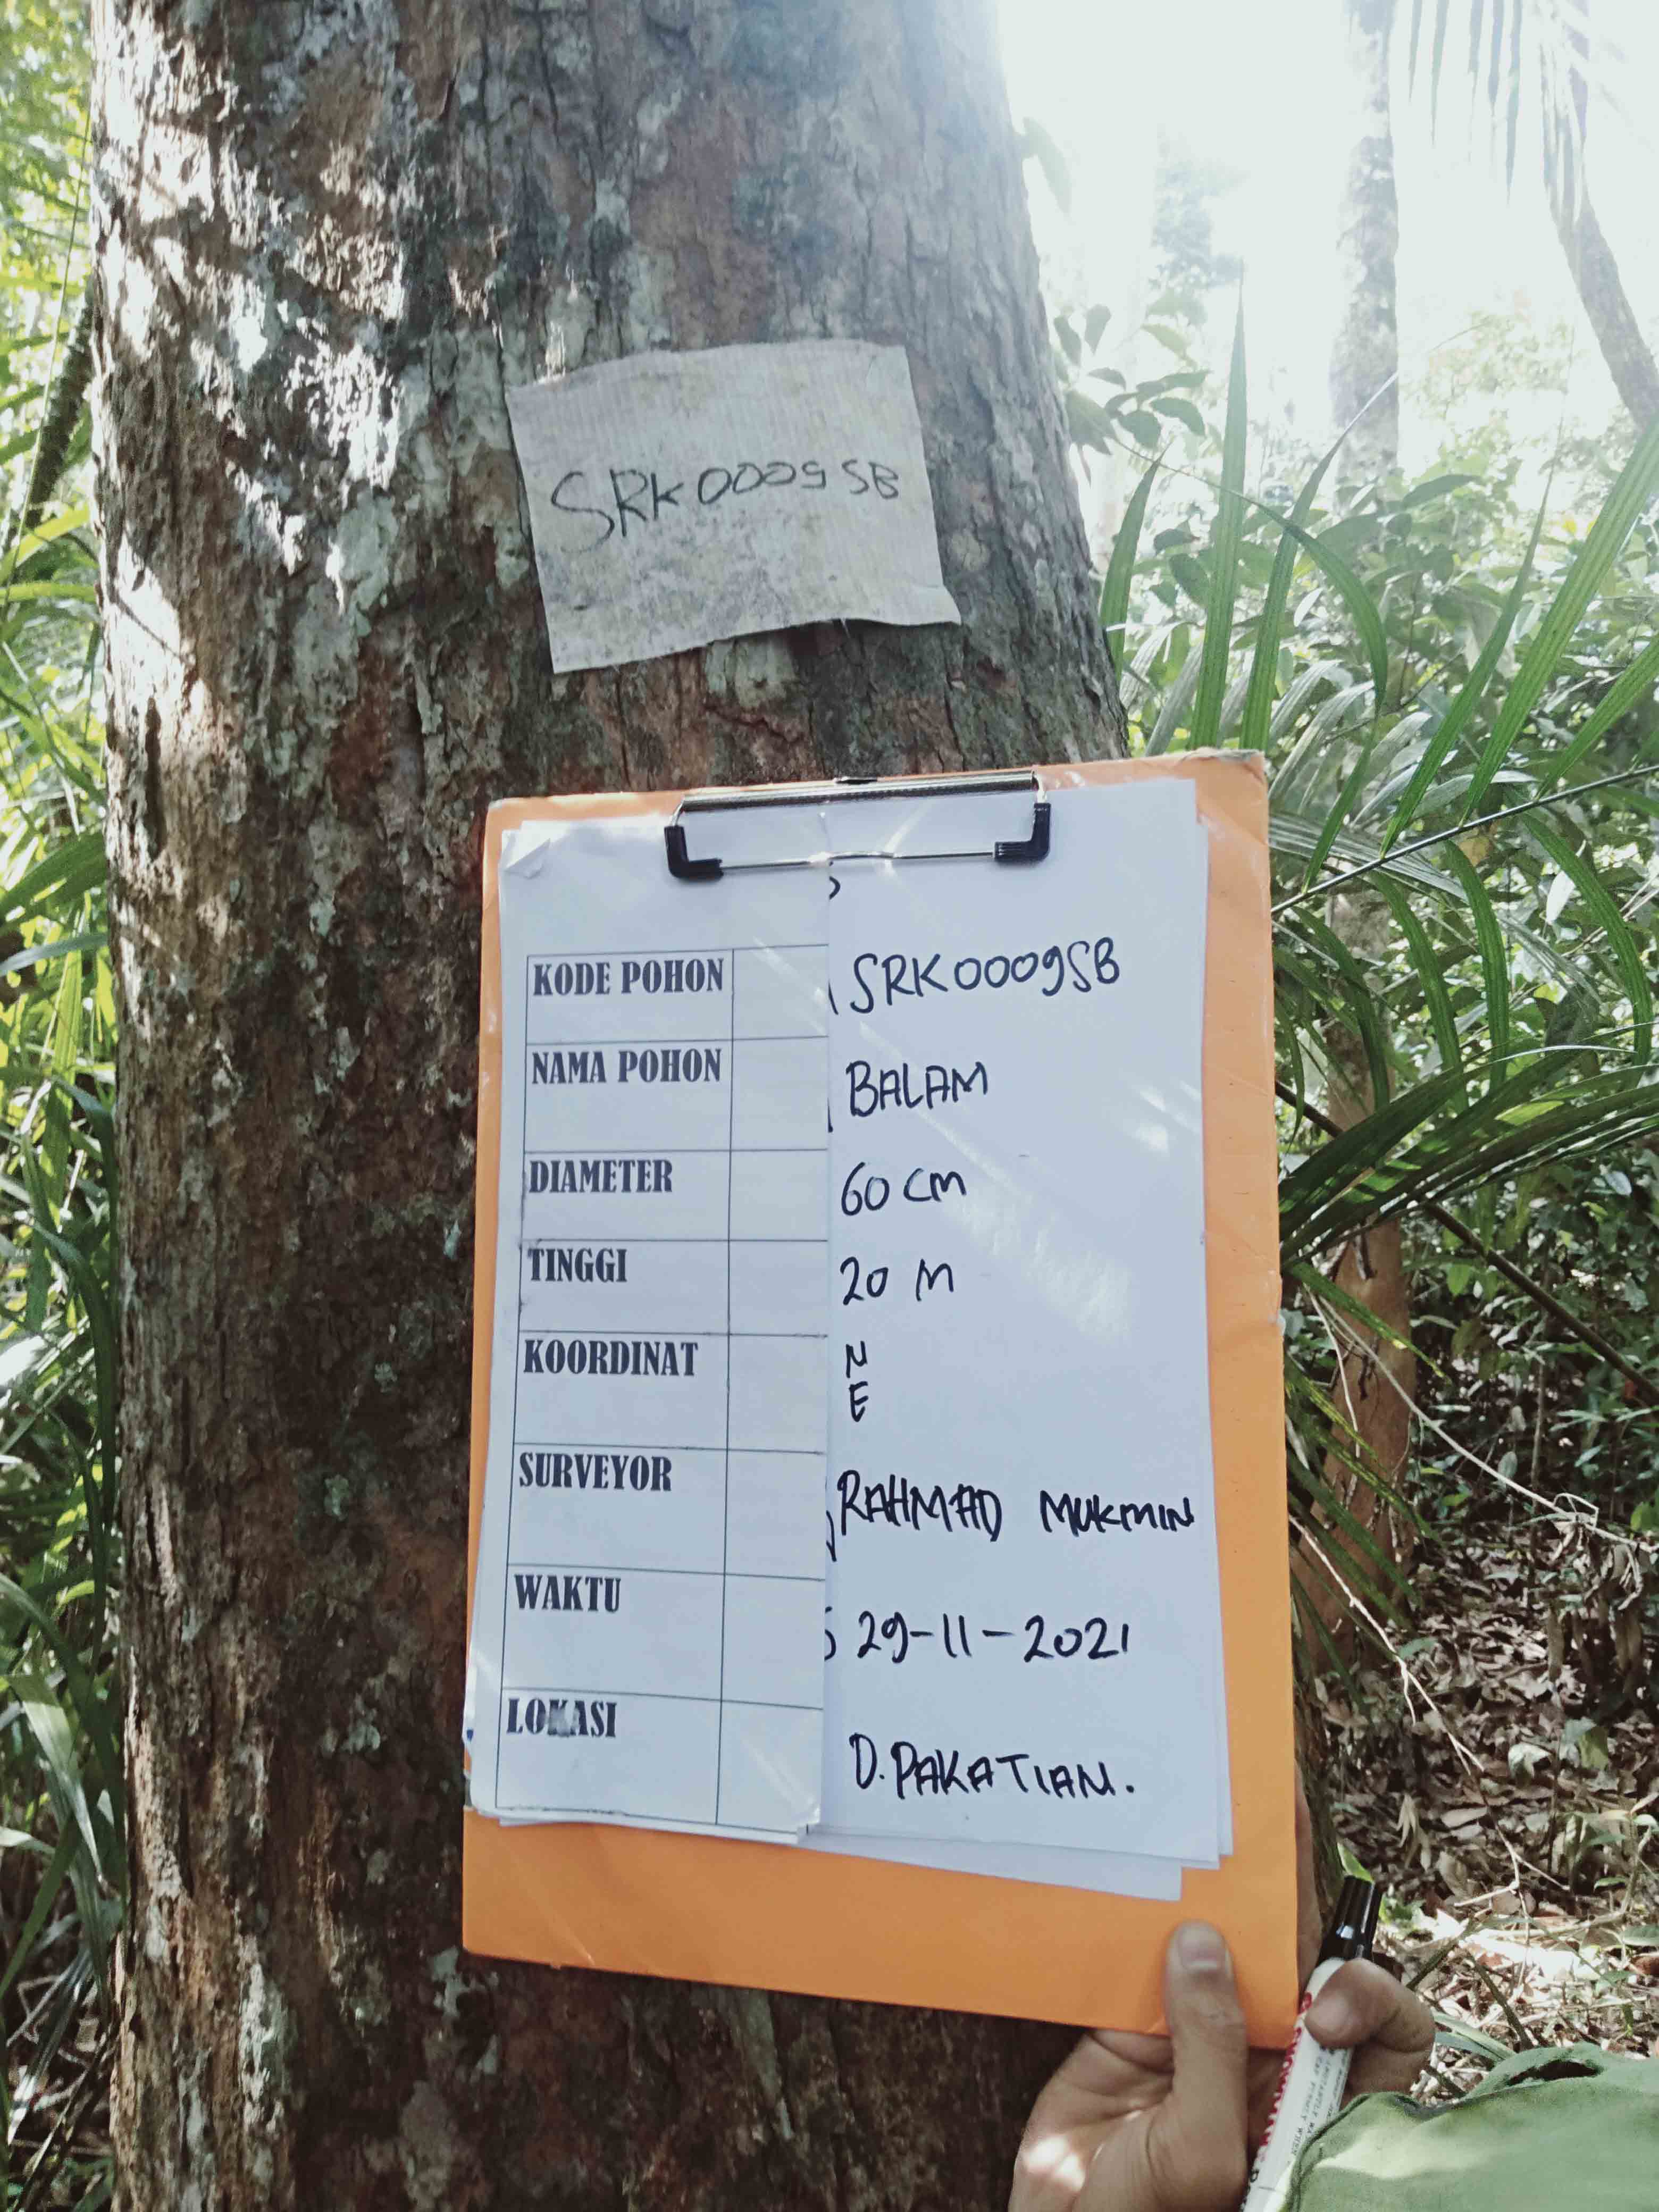 SRK0009SB
KODE POHON SRK0009SB
NAMA POHON BALAM
DIAMETER 60 CM
TINGGI 20 M
KOORDINAT N
E
SURVEYOR RAHMAD MUKMIN
WAKTU 29-11-2021
LOKASI D.PAKATIAN.